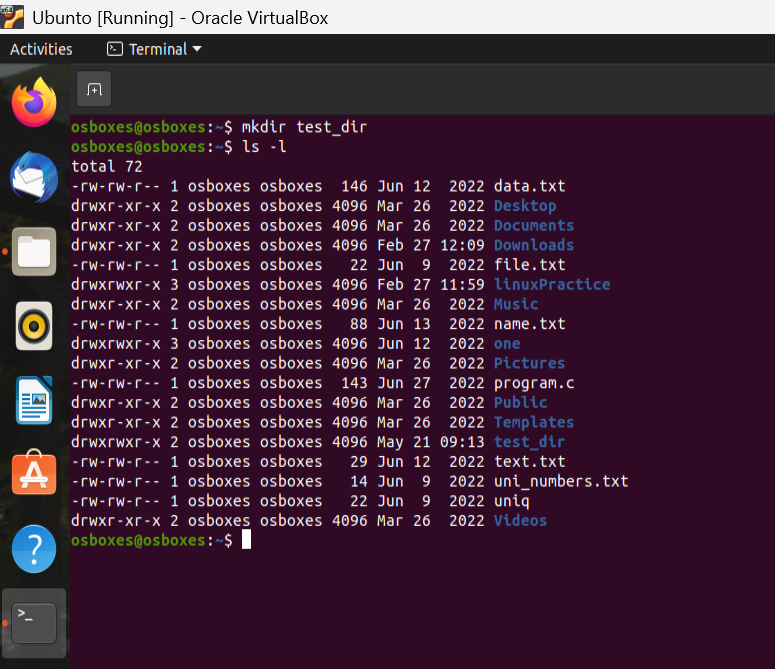 Ubunto [Running] - Oracle VirtualBox
Activities
Terminal
osboxes@osboxes:~$ mkdir test_dir
osboxes@osboxes:~$ ls -l
total 72
-rw-rw-r-- 1 osboxes osboxes  146 Jun 12  2022 data.txt
drwxr-xr-x 2 osboxes osboxes 4096 Mar 26  2022 Desktop
drwxr-xr-x 2 osboxes osboxes 4096 Mar 26  2022 Documents
drwxr-xr-x 2 osboxes osboxes 4096 Feb 27 12:09 Downloads
-rw-rw-r-- 1 osboxes osboxes   22 Jun  9  2022 file.txt
drwxrwxr-x 3 osboxes osboxes 4096 Feb 27 11:59 linuxPractice
drwxr-xr-x 2 osboxes osboxes 4096 Mar 26  2022 Music
-rw-rw-r-- 1 osboxes osboxes   88 Jun 13  2022 name.txt
drwxrwxr-x 3 osboxes osboxes 4096 Jun 12  2022 one
drwxr-xr-x 2 osboxes osboxes 4096 Mar 26  2022 Pictures
-rw-rw-r-- 1 osboxes osboxes  143 Jun 27  2022 program.c
drwxr-xr-x 2 osboxes osboxes 4096 Mar 26  2022 Public
drwxr-xr-x 2 osboxes osboxes 4096 Mar 26  2022 Templates
drwxrwxr-x 2 osboxes osboxes 4096 May 21 09:13 test_dir
-rw-rw-r-- 1 osboxes osboxes   29 Jun 12  2022 text.txt
-rw-rw-r-- 1 osboxes osboxes   14 Jun  9  2022 uni_numbers.txt
-rw-rw-r-- 1 osboxes osboxes   22 Jun  9  2022 uniq
drwxr-xr-x 2 osboxes osboxes 4096 Mar 26  2022 Videos
osboxes@osboxes:~$